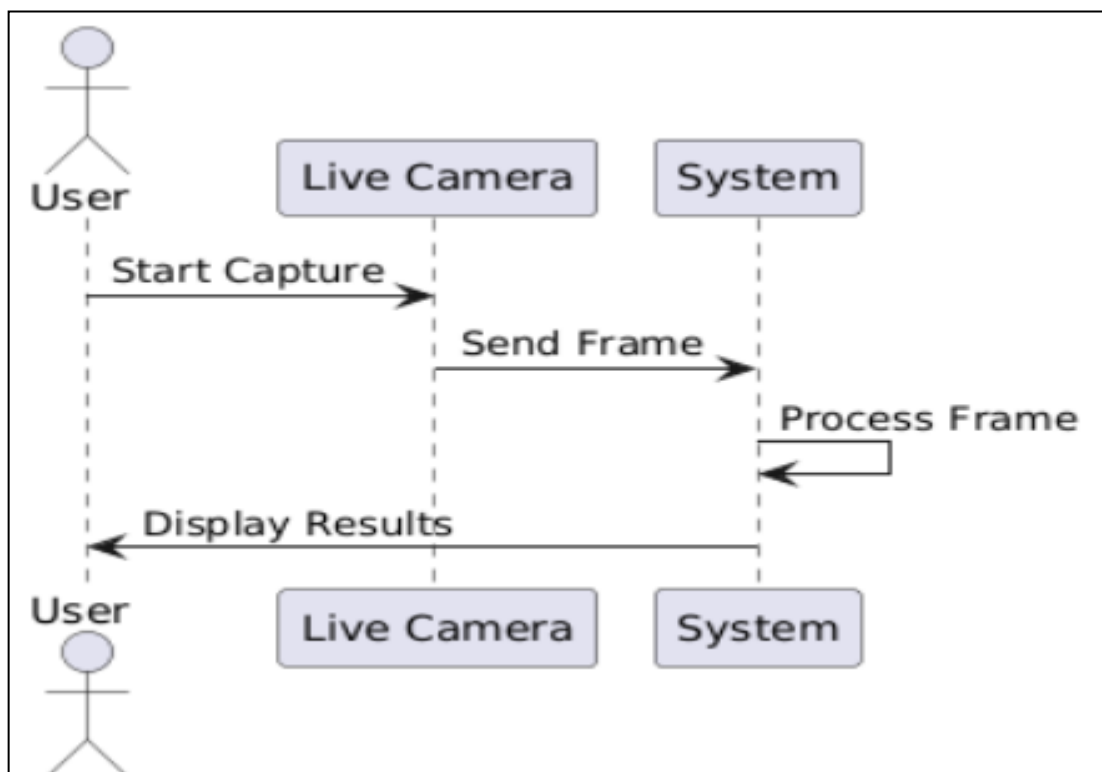 User
Live Camera
System
Start Capture
Send Frame
Process Frame
Display Results
User
Live Camera
System